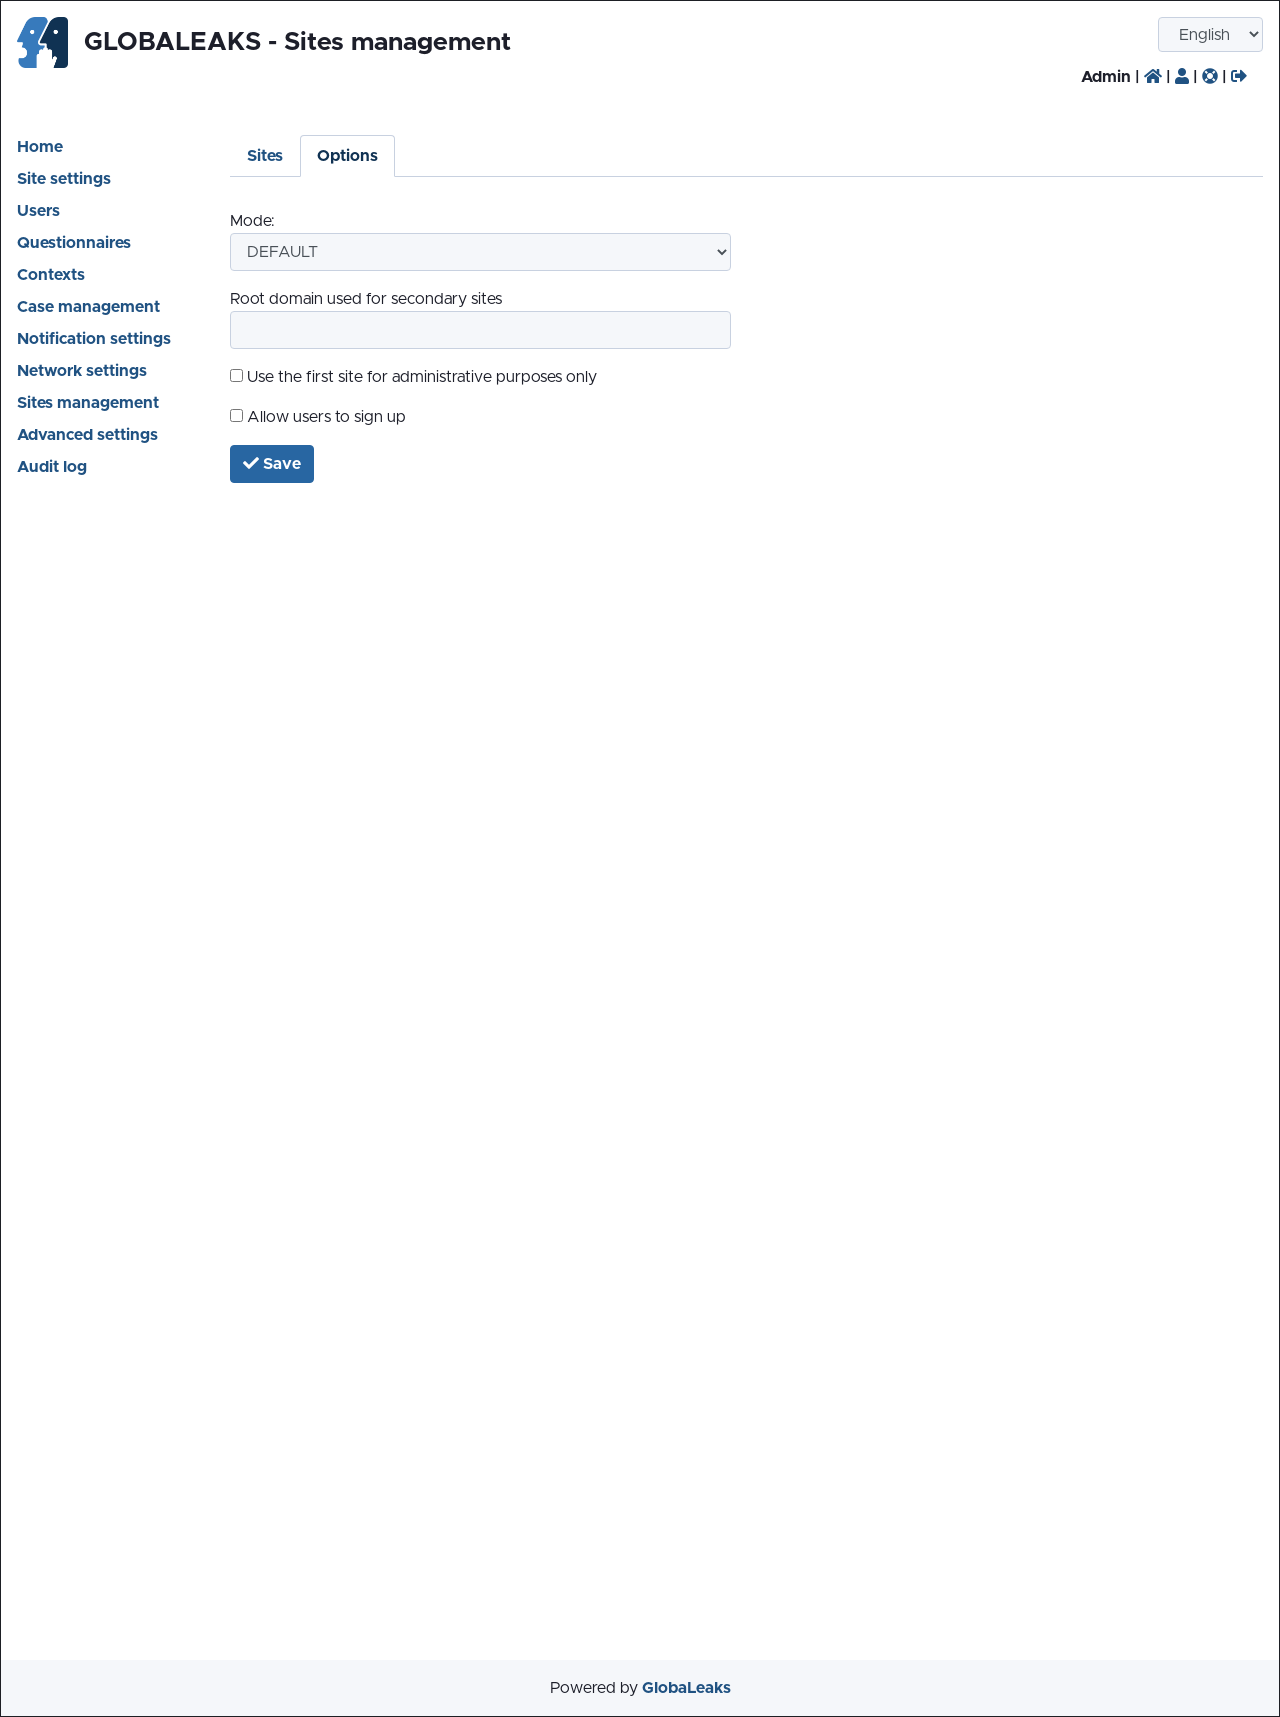 GLOBALEAKS - Sites management
English
Admin | | | |
Home
Site settings
Users
Questionnaires
Contexts
Case management
Notification settings
Network settings
Sites management
Advanced settings
Audit log
Sites
Options
Mode:
DEFAULT
Root domain used for secondary sites
Use the first site for administrative purposes only
Allow users to sign up
Save
Powered by GlobaLeaks